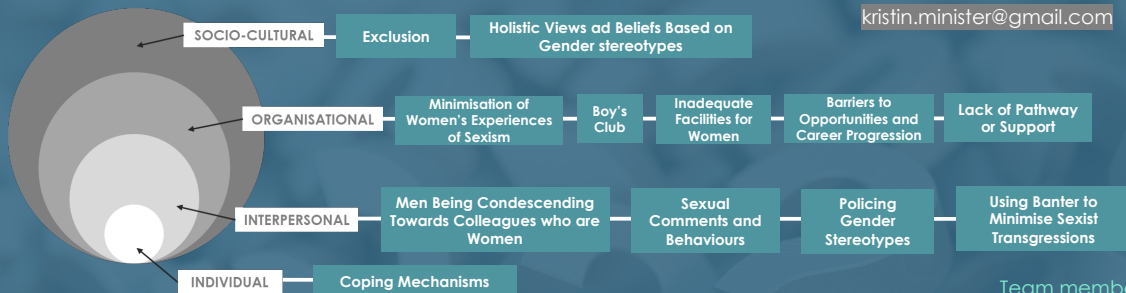 kristin.minister@gmail.com
SOCIO-CULTURAL
Exclusion
Holistic Views ad Beliefs Based on
Gender stereotypes
ORGANISATIONAL
Minimisation of
Women's Experiences
of Sexism
Boy's
Club
Inadequate
Facilities for
Women
Barriers to
Opportunities and
Career Progression
Lack of Pathway
or Support
INTERPERSONAL
Men Being Condescending
Towards Colleagues who are
Women
Sexual
Comments and
Behaviours
Policing
Gender
Stereotypes
Using Banter to
Minimise Sexist
Transgressions
INDIVIDUAL
Coping Mechanisms
Team membe